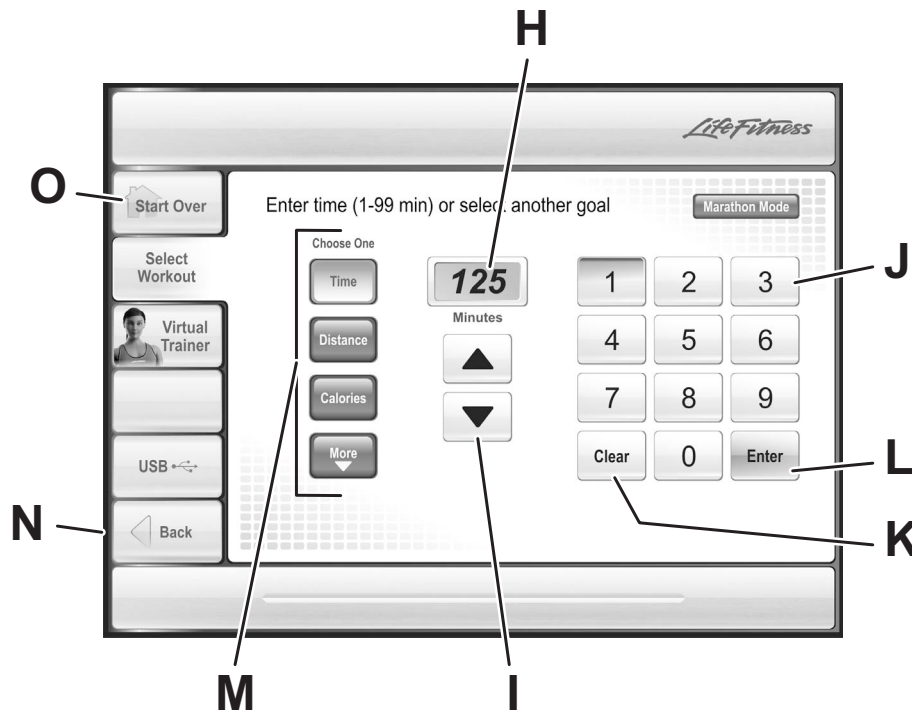 H
LifeFitness
O
Start Over
Enter time (1-99 min) or select another goal
Marathon Mode
Select
Workout
Choose One
Time
125
Minutes
1 2 3
J
Virtual
Trainer
Distance
4 5 6
Calories
7 8 9
USB
More
Clear 0 Enter
L
N
Back
K
M
I